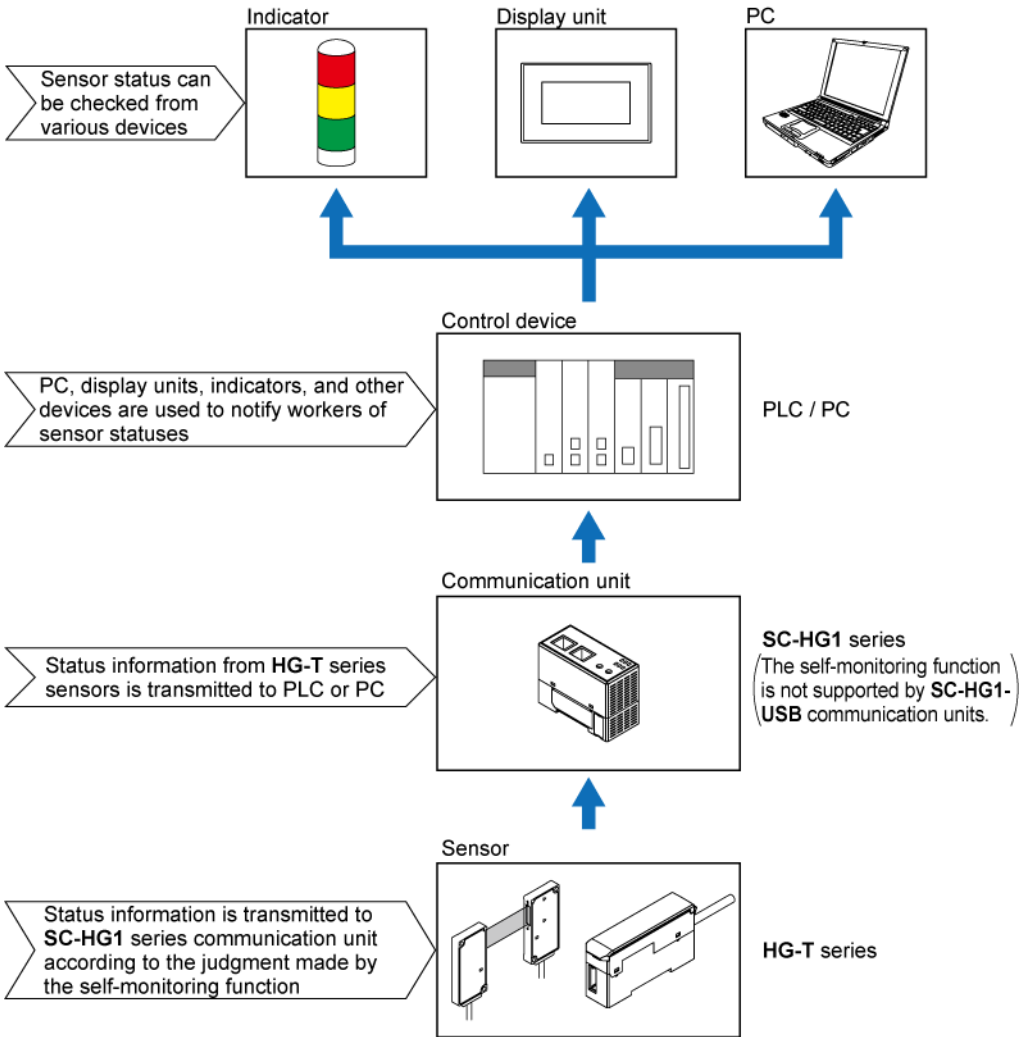 Indicator
Display unit
PC
Sensor status can
be checked from
various devices
Control device
PC, display units, indicators, and other
devices are used to notify workers of
sensor statuses
PLC / PC
Communication unit
Status information from HG-T series
sensors is transmitted to PLC or PC
SC-HG1 series
(The self-monitoring function
is not supported by SC-HG1-
USB communication units.)
Sensor
Status information is transmitted to
SC-HG1 series communication unit
according to the judgment made by
the self-monitoring function
HG-T series